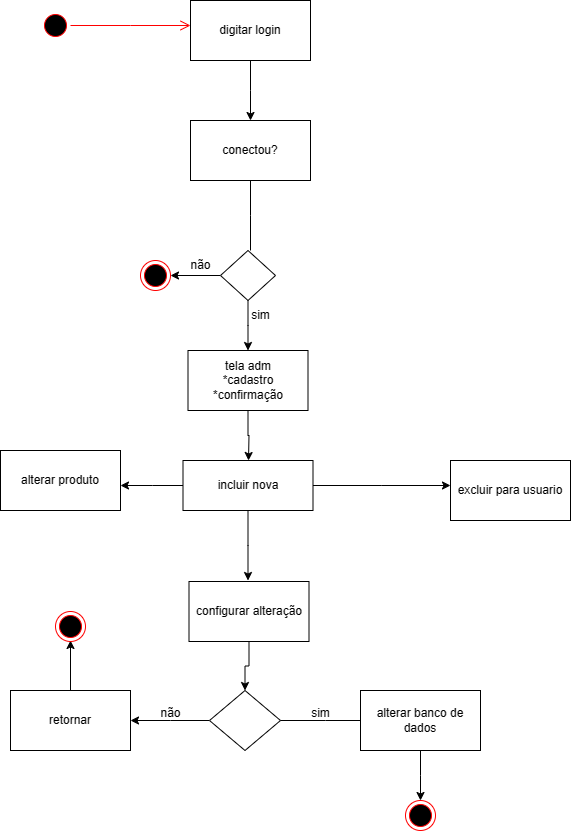 digitar login
conectou?
não
sim
tela adm
*cadastro
*confirmação
alterar produto
incluir nova
excluir para usuario
configurar alteração
retornar
não
sim
alterar banco de
dados